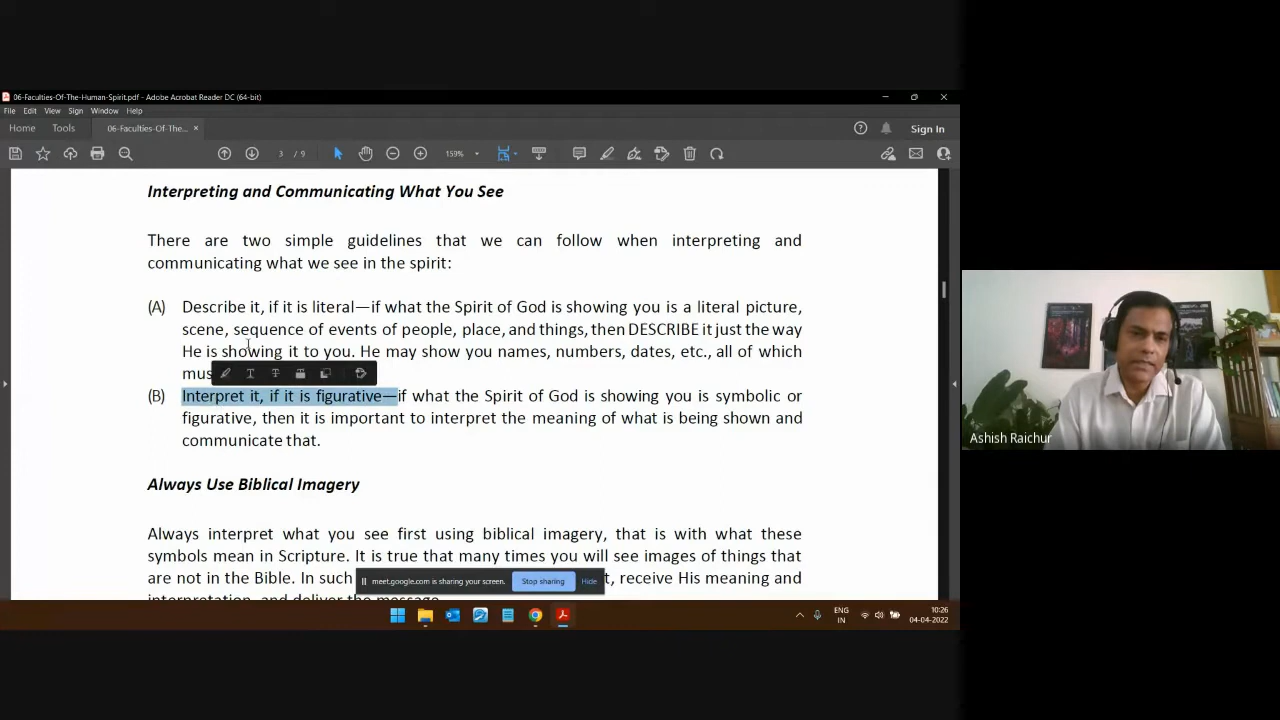 06-Faculties-Of-The-Human-Spirit.pdf - Adobe Acrobat Reader DC (64-bit)
File Edit View Sign Window Help
Home Tools 06-Faculties-Of-The... × Sign In
3 / 9 159%
Interpreting and Communicating What You See
There are two simple guidelines that we can follow when interpreting and
communicating what we see in the spirit:
(A) Describe it, if it is literal—if what the Spirit of God is showing you is a literal picture,
scene, sequence of events of people, place, and things, then DESCRIBE it just the way
He is showing it to you. He may show you names, numbers, dates, etc., all of which
mus
(B) Interpret it, if it is figurative—if what the Spirit of God is showing you is symbolic or
figurative, then it is important to interpret the meaning of what is being shown and
communicate that.
Ashish Raichur
Always Use Biblical Imagery
Always interpret what you see first using biblical imagery, that is with what these
symbols mean in Scripture. It is true that many times you will see images of things that
are not in the Bible. In such t, receive His meaning and
meet.google.com is sharing your screen. Stop sharing Hide
interpretation, and deliver the message.
ENG
IN
10:26
04-04-2022